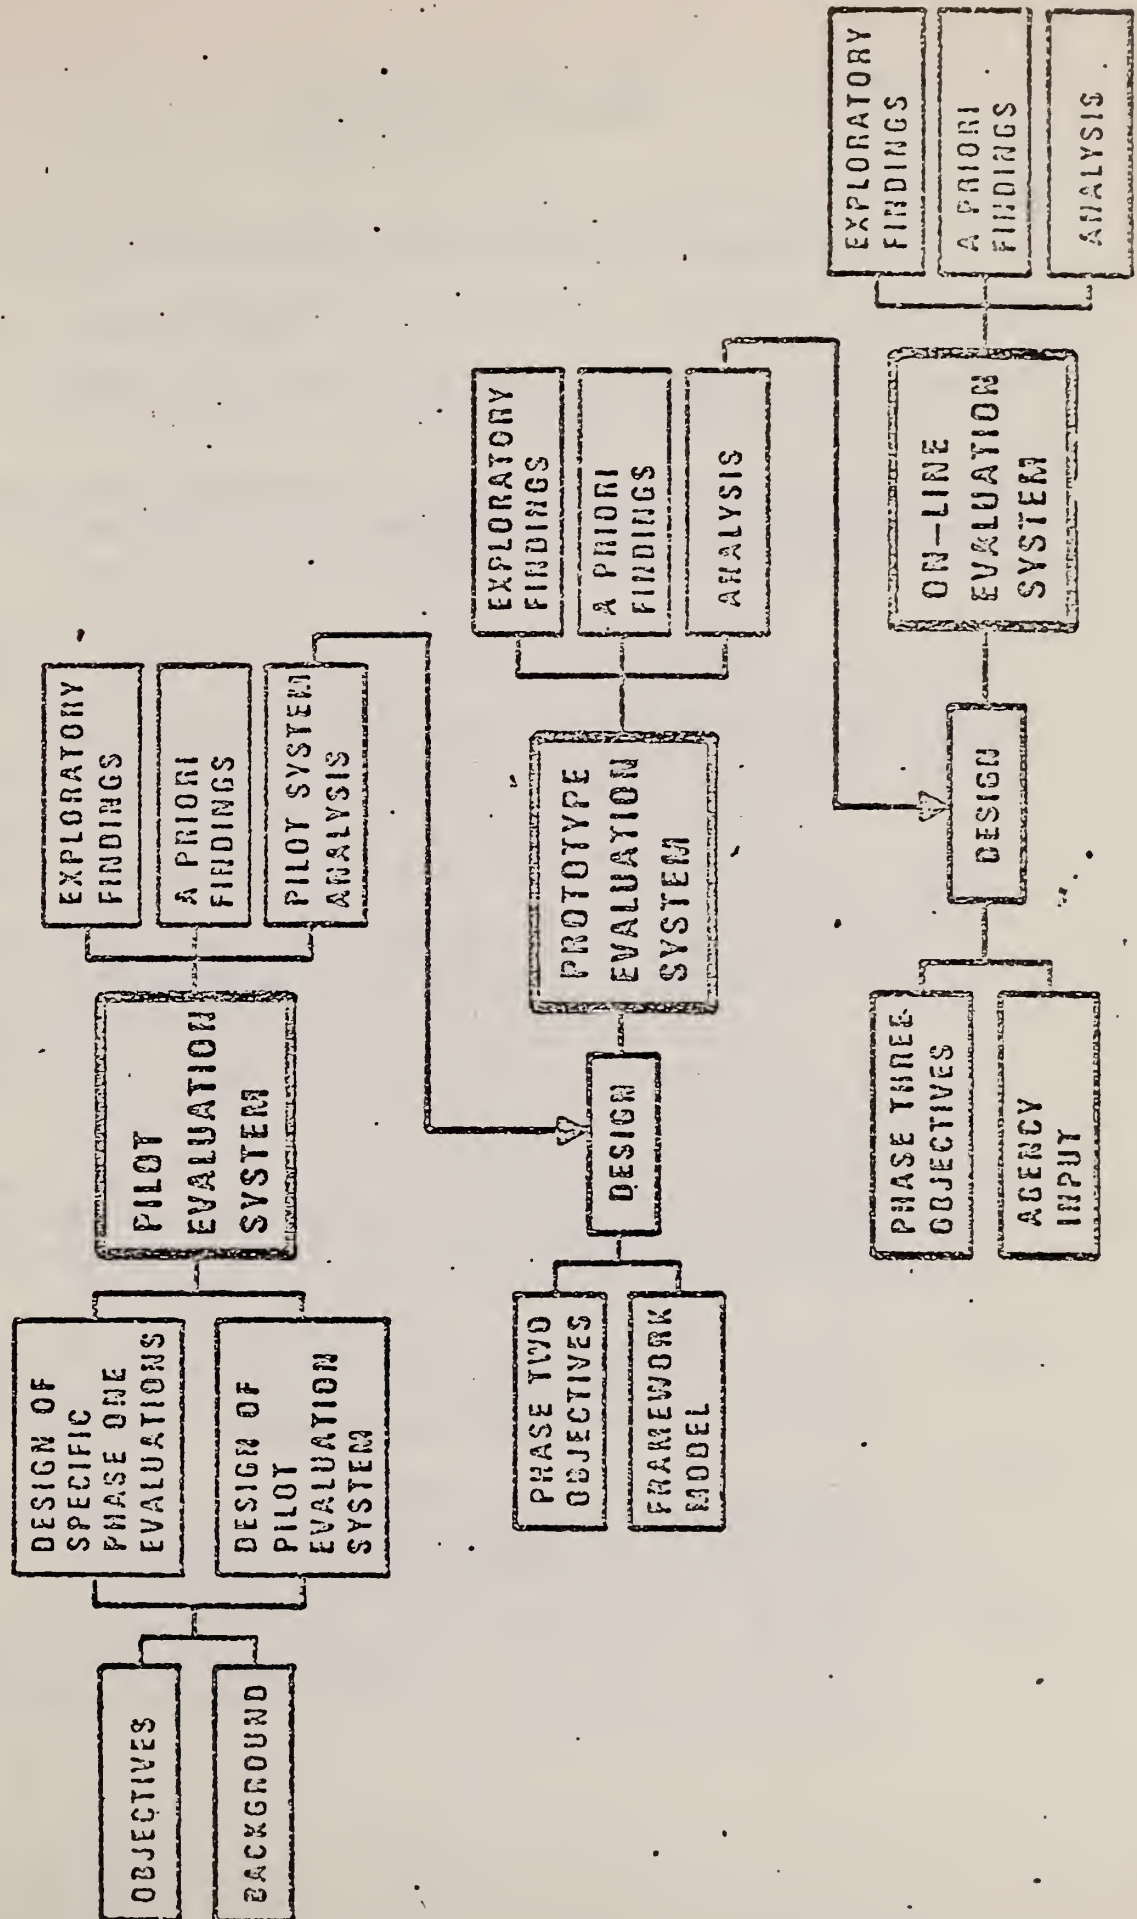 OBJECTIVES
BACKGROUND
DESIGN OF
SPECIFIC
PHASE ONE
EVALUATIONS
DESIGN OF
PILOT
EVALUATION
SYSTEM
PILOT
EVALUATION
SYSTEM
EXPLORATORY
FINDINGS
A PRIORI
FINDINGS
PILOT SYSTEM
ANALYSIS
PHASE TWO
OBJECTIVES
FRAMEWORK
MODEL
DESIGN
PROTOTYPE
EVALUATION
SYSTEM
EXPLORATORY
FINDINGS
A PRIORI
FINDINGS
ANALYSIS
PHASE THREE
OBJECTIVES
AGENCY
INPUT
DESIGN
ON-LINE
EVALUATION
SYSTEM
EXPLORATORY
FINDINGS
A PRIORI
FINDINGS
ANALYSIS